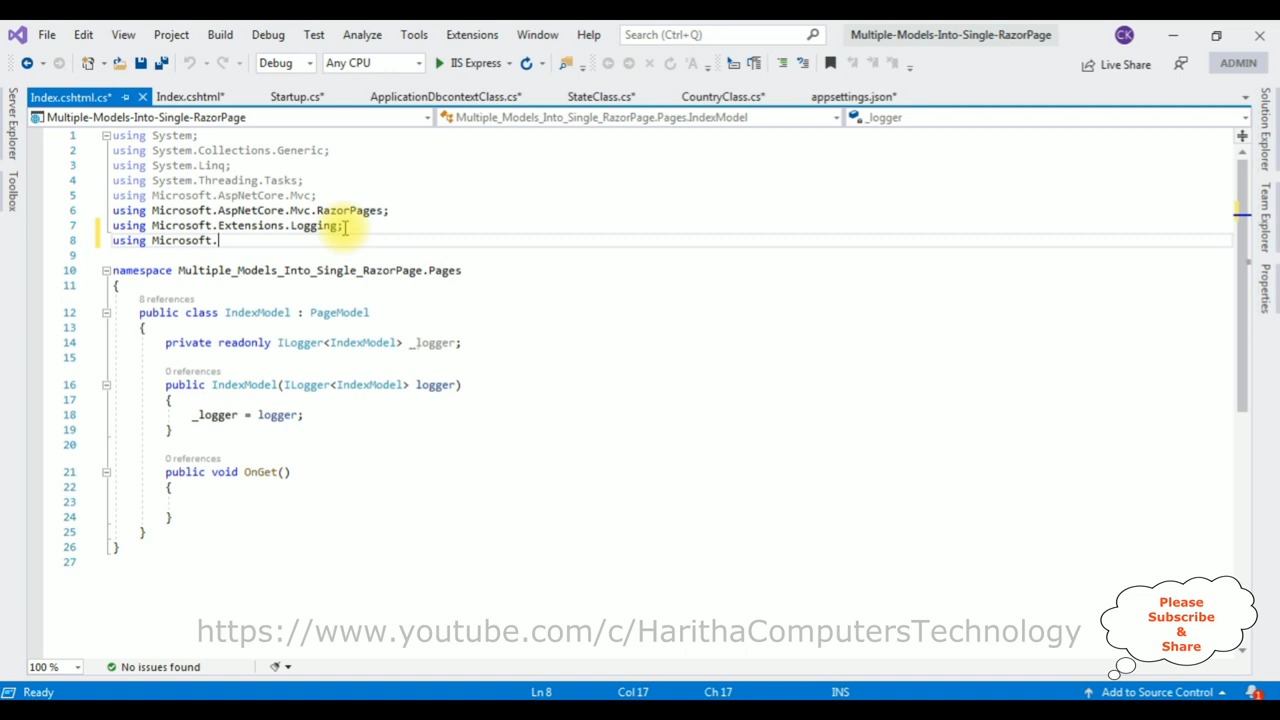 File Edit View Project Build Debug Test Analyze Tools Extensions Window Help Search (Ctrl+Q) Multiple-Models-Into-Single-RazorPage CK
Debug Any CPU IIS Express Live Share ADMIN
Index.cshtml.cs* Index.cshtml* Startup.cs* ApplicationDbcontextClass.cs* StateClass.cs* CountryClass.cs* appsettings.json*
Multiple-Models-Into-Single-RazorPage Multiple_Models_Into_Single_RazorPage.Pages.IndexModel _logger
Server Explorer
Toolbox
Solution Explorer
Team Explorer
Properties
1 using System;
2 using System.Collections.Generic;
3 using System.Linq;
4 using System.Threading.Tasks;
5 using Microsoft.AspNetCore.Mvc;
6 using Microsoft.AspNetCore.Mvc.RazorPages;
7 using Microsoft.Extensions.Logging;
8 using Microsoft.
9
10 namespace Multiple_Models_Into_Single_RazorPage.Pages
11 {
8 references
12 public class IndexModel : PageModel
13 {
14 private readonly ILogger<IndexModel> _logger;
15
0 references
16 public IndexModel(ILogger<IndexModel> logger)
17 {
18 _logger = logger;
19 }
20
0 references
21 public void OnGet()
22 {
23
24 }
25 }
26 }
27
Please
Subscribe
&
Share
https://www.youtube.com/c/HarithaComputersTechnology
100 % No issues found
Ready Ln 8 Col 17 Ch 17 INS Add to Source Control 1